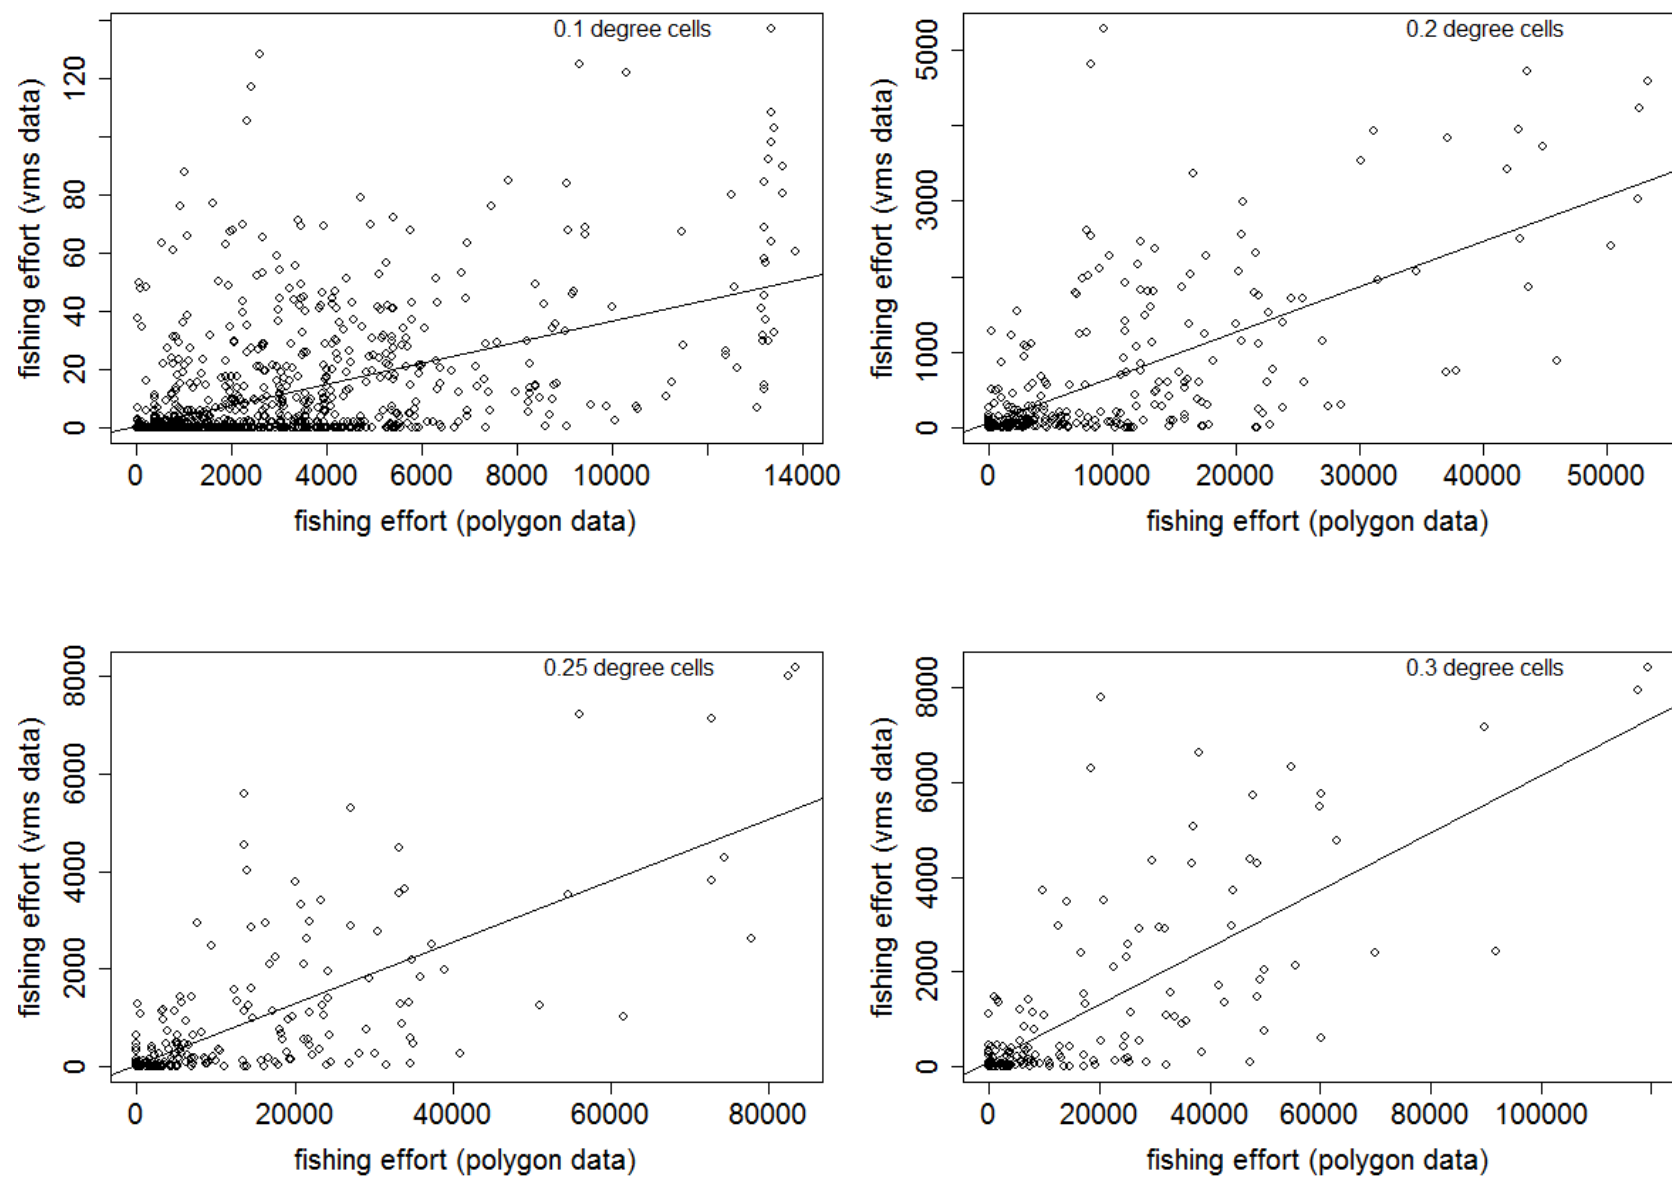 0.1 degree cells
fishing effort (vms data)
0 20 40 60 80 120
0 2000 4000 6000 8000 10000 14000
fishing effort (polygon data)
0.2 degree cells
fishing effort (vms data)
0 1000 3000 5000
0 10000 20000 30000 40000 50000
fishing effort (polygon data)
0.25 degree cells
fishing effort (vms data)
0 2000 4000 6000 8000
0 20000 40000 60000 80000
fishing effort (polygon data)
0.3 degree cells
fishing effort (vms data)
0 2000 4000 6000 8000
0 20000 40000 60000 80000 100000
fishing effort (polygon data)